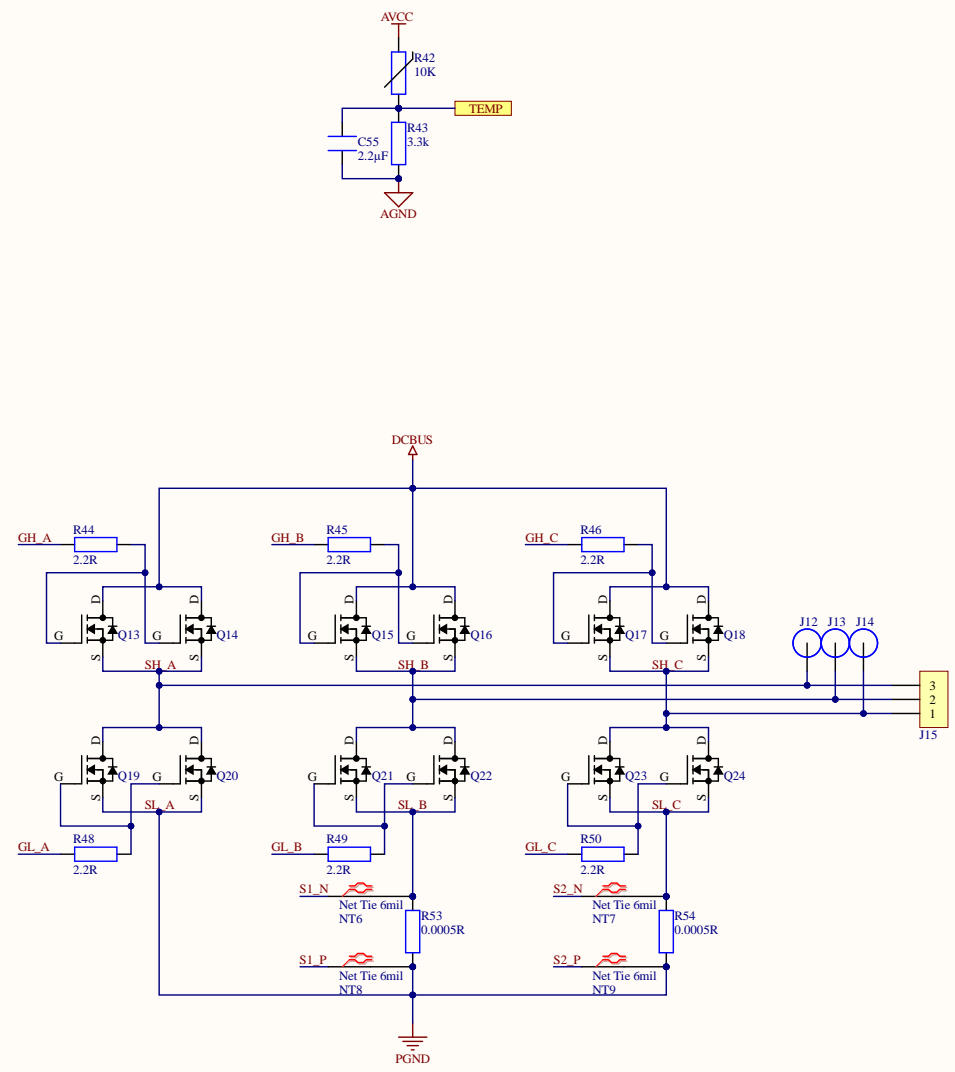 AVCC
R42
10K
TEMP
R43
3.3k
C55
2.2µF
AGND
DCBUS
GH_A
R44
2.2R
GH_B
R45
2.2R
GH_C
R46
2.2R
D
D
D
D
D
D
G
Q13
G
Q14
G
Q15
G
Q16
G
Q17
G
Q18
S
S
S
S
S
S
J12
J13
J14
SH_A
SH_B
SH_C
3
2
1
J15
D
D
D
D
D
D
G
Q19
G
Q20
G
Q21
G
Q22
G
Q23
G
Q24
S
S
S
S
S
S
SL_A
SL_B
SL_C
GL_A
R48
2.2R
GL_B
R49
2.2R
GL_C
R50
2.2R
S1_N
Net Tie 6mil
NT6
R53
0.0005R
S2_N
Net Tie 6mil
NT7
R54
0.0005R
S1_P
Net Tie 6mil
NT8
S2_P
Net Tie 6mil
NT9
PGND